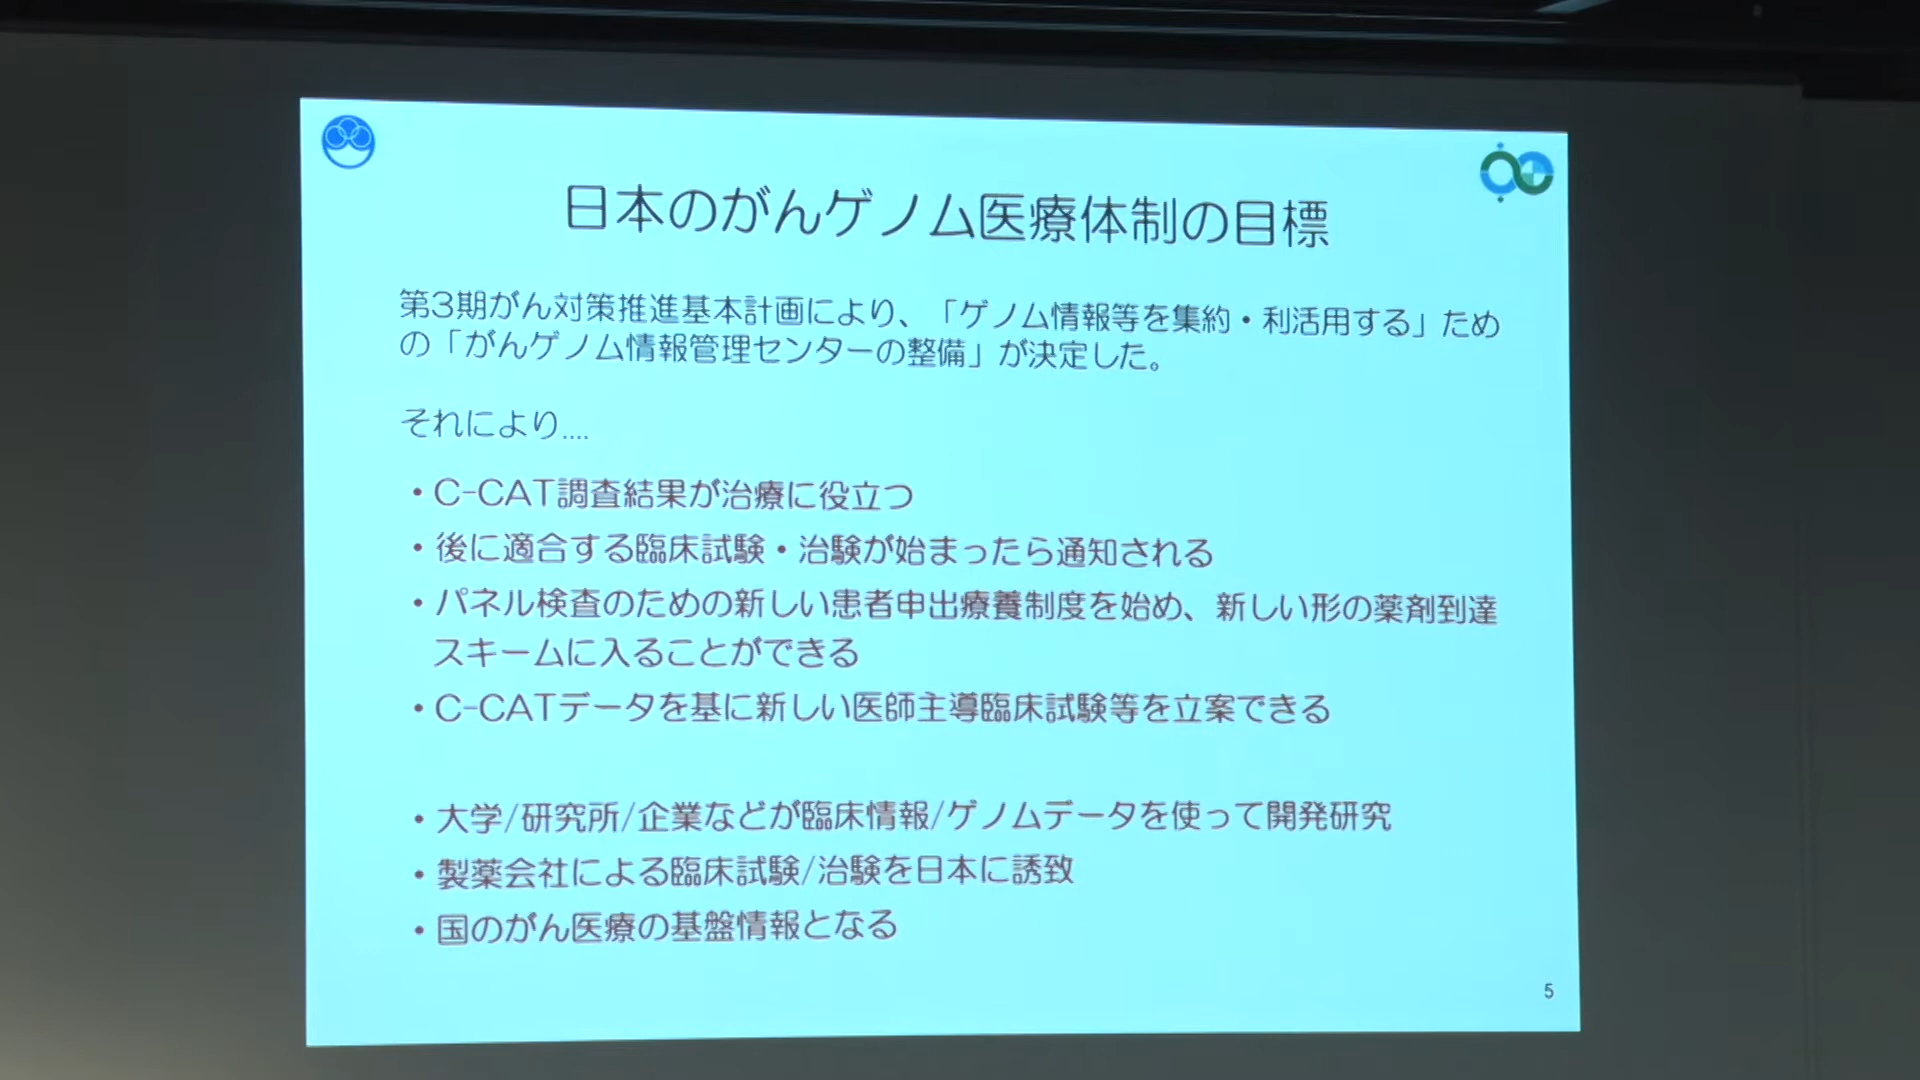 日本のがんゲノム医療体制の目標
第3期がん対策推進基本計画により、「ゲノム情報等を集約・利活用する」ため
の「がんゲノム情報管理センターの整備」が決定した。
それにより....
・C-CAT調査結果が治療に役立つ
・後に適合する臨床試験・治験が始まったら通知される
・パネル検査のための新しい患者申出療養制度を始め、新しい形の薬剤到達
スキームに入ることができる
・C-CATデータを基に新しい医師主導臨床試験等を立案できる
・大学/研究所/企業などが臨床情報/ゲノムデータを使って開発研究
・製薬会社による臨床試験/治験を日本に誘致
・国のがん医療の基盤情報となる
5